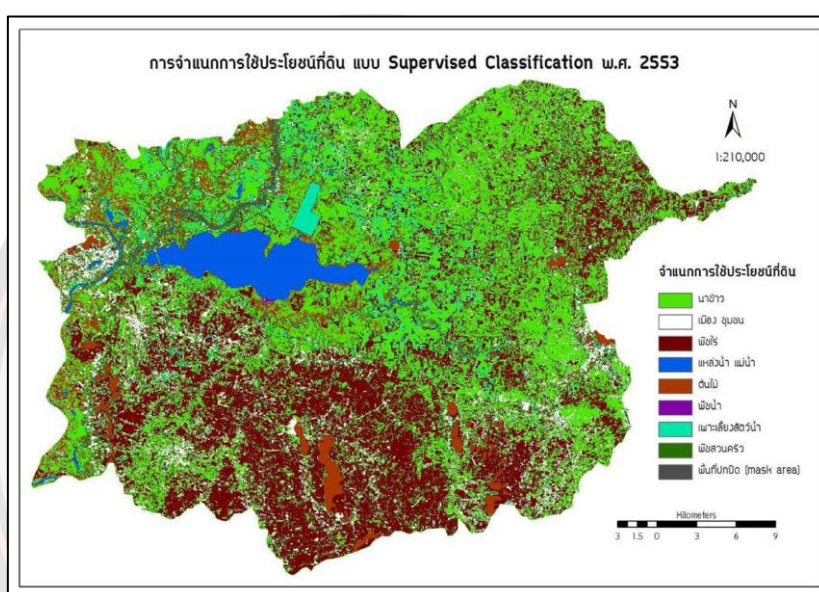 การจำแนกการใช้ประโยชน์ที่ดิน แบบ Supervised Classification พ.ศ. 2553
N
1:210,000
จำแนกการใช้ประโยชน์ที่ดิน
นาข้าว
เมือง ชุมชน
พืชไร่
แหล่งน้ำ แม่น้ำ
ต้นไม้
พืชน้ำ
เพาะเลี้ยงสัตว์น้ำ
พืชสวนครัว
พื้นที่ปกปิด (mask area)
Kilometers
3 1.5 0 3 6 9